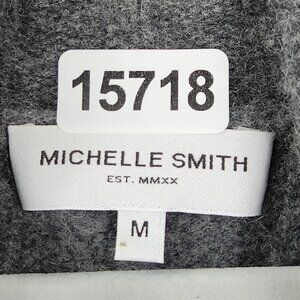 15718
MICHELLE SMITH
EST. MMXX
M